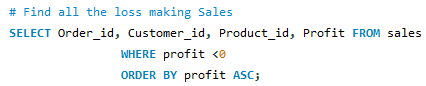 # Find all the loss making Sales
SELECT Order_id, Customer_id, Product_id, Profit FROM sales
WHERE profit <0
ORDER BY profit ASC;